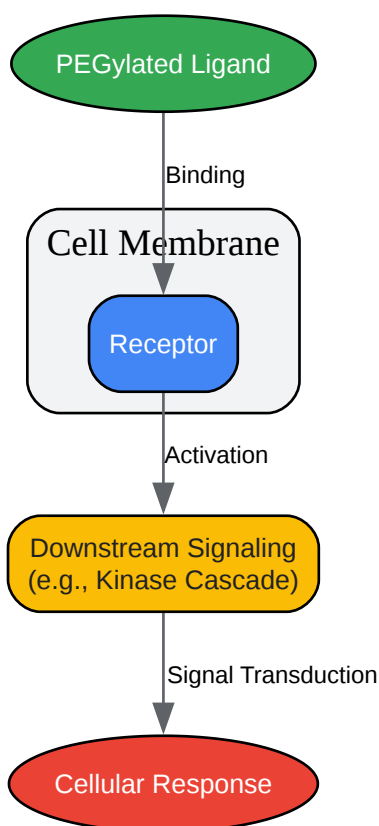 PEGylated Ligand
Binding
Cell Membrane
Receptor
Activation
Downstream Signaling
(e.g., Kinase Cascade)
Signal Transduction
Cellular Response